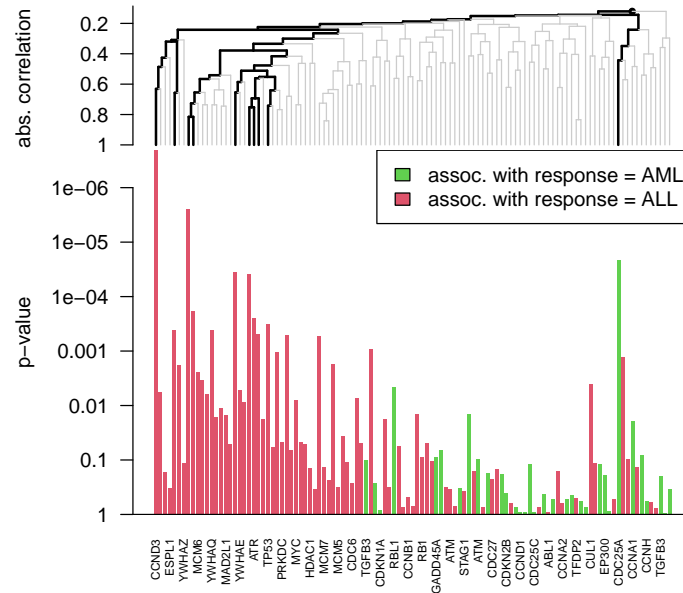 abs. correlation
0.2
0.4
0.6
0.8
1
p−value
1e−06
1e−05
1e−04
0.001
0.01
0.1
1
assoc. with response = AML
assoc. with response = ALL
CCND3
ESPL1
YWHAZ
MCM6
YWHAQ
MAD2L1
YWHAE
ATR
TP53
PRKDC
MYC
HDAC1
MCM7
MCM5
CDC6
TGFB3
CDKN1A
RBL1
CCNB1
RB1
GADD45A
ATM
STAG1
ATM
CDC27
CDKN2B
CCND1
CDC25C
ABL1
CCNA2
TFDP2
CUL1
EP300
CDC25A
CCNA1
CCNH
TGFB3